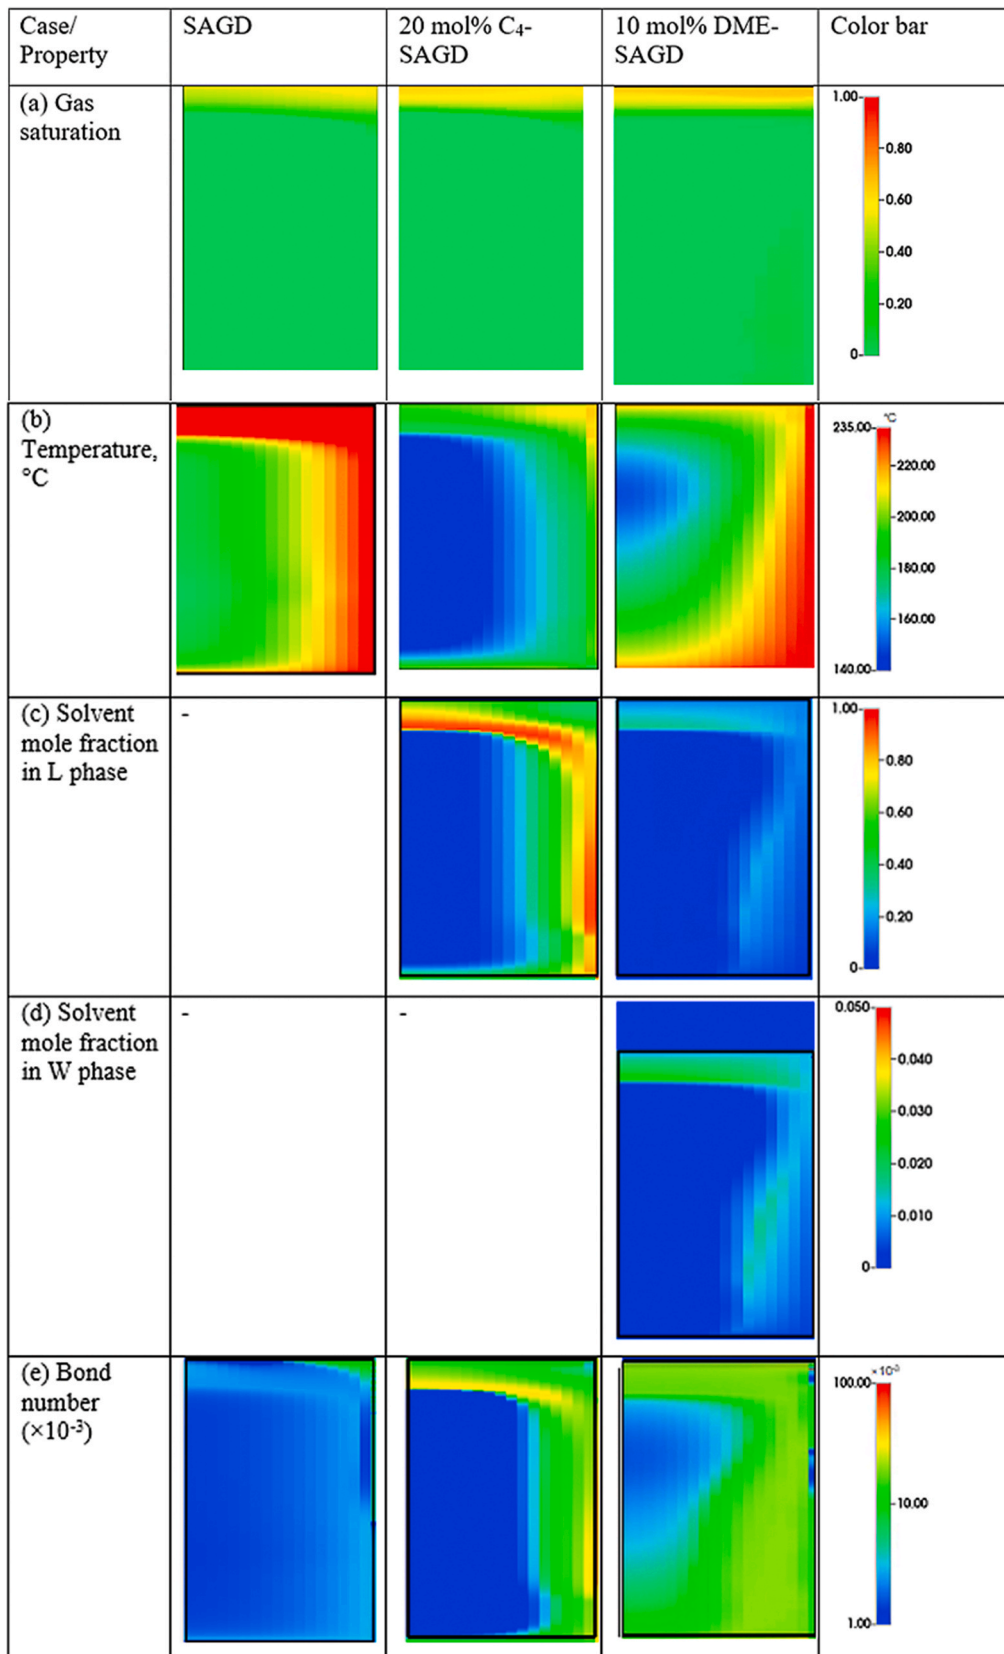 Case/
Property
SAGD
20 mol% C₄-
SAGD
10 mol% DME-
SAGD
Color bar
(a) Gas
saturation
1.00
0.80
0.60
0.40
0.20
0
(b)
Temperature,
°C
°C
235.00
220.00
200.00
180.00
160.00
140.00
(c) Solvent
mole fraction
in L phase
-
1.00
0.80
0.60
0.40
0.20
0
(d) Solvent
mole fraction
in W phase
-
-
0.050
0.040
0.030
0.020
0.010
0
(e) Bond
number
(×10⁻³)
×10⁻³
100.00
10.00
1.00